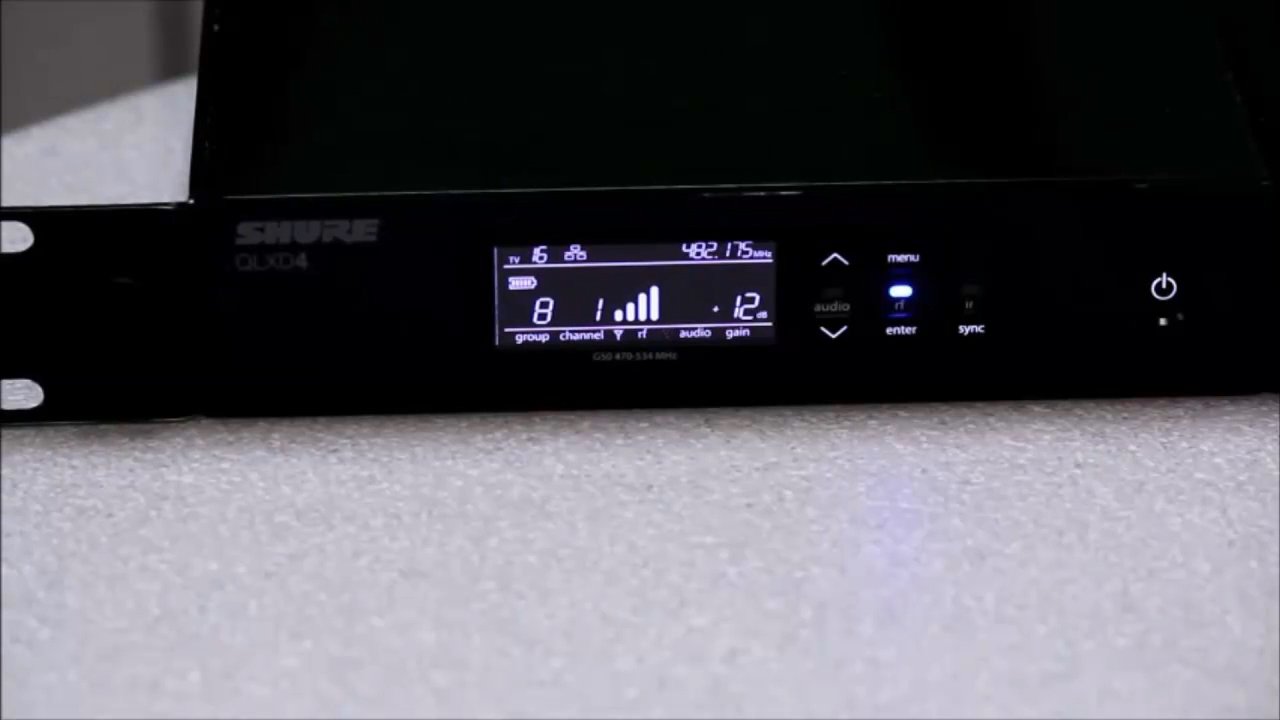 SHURE
QLXD4
TV 16 482.175 MHz
8 1 + 12 dB
group channel rf audio gain
G50 470-534 MHz
menu
audio rf ir
enter sync